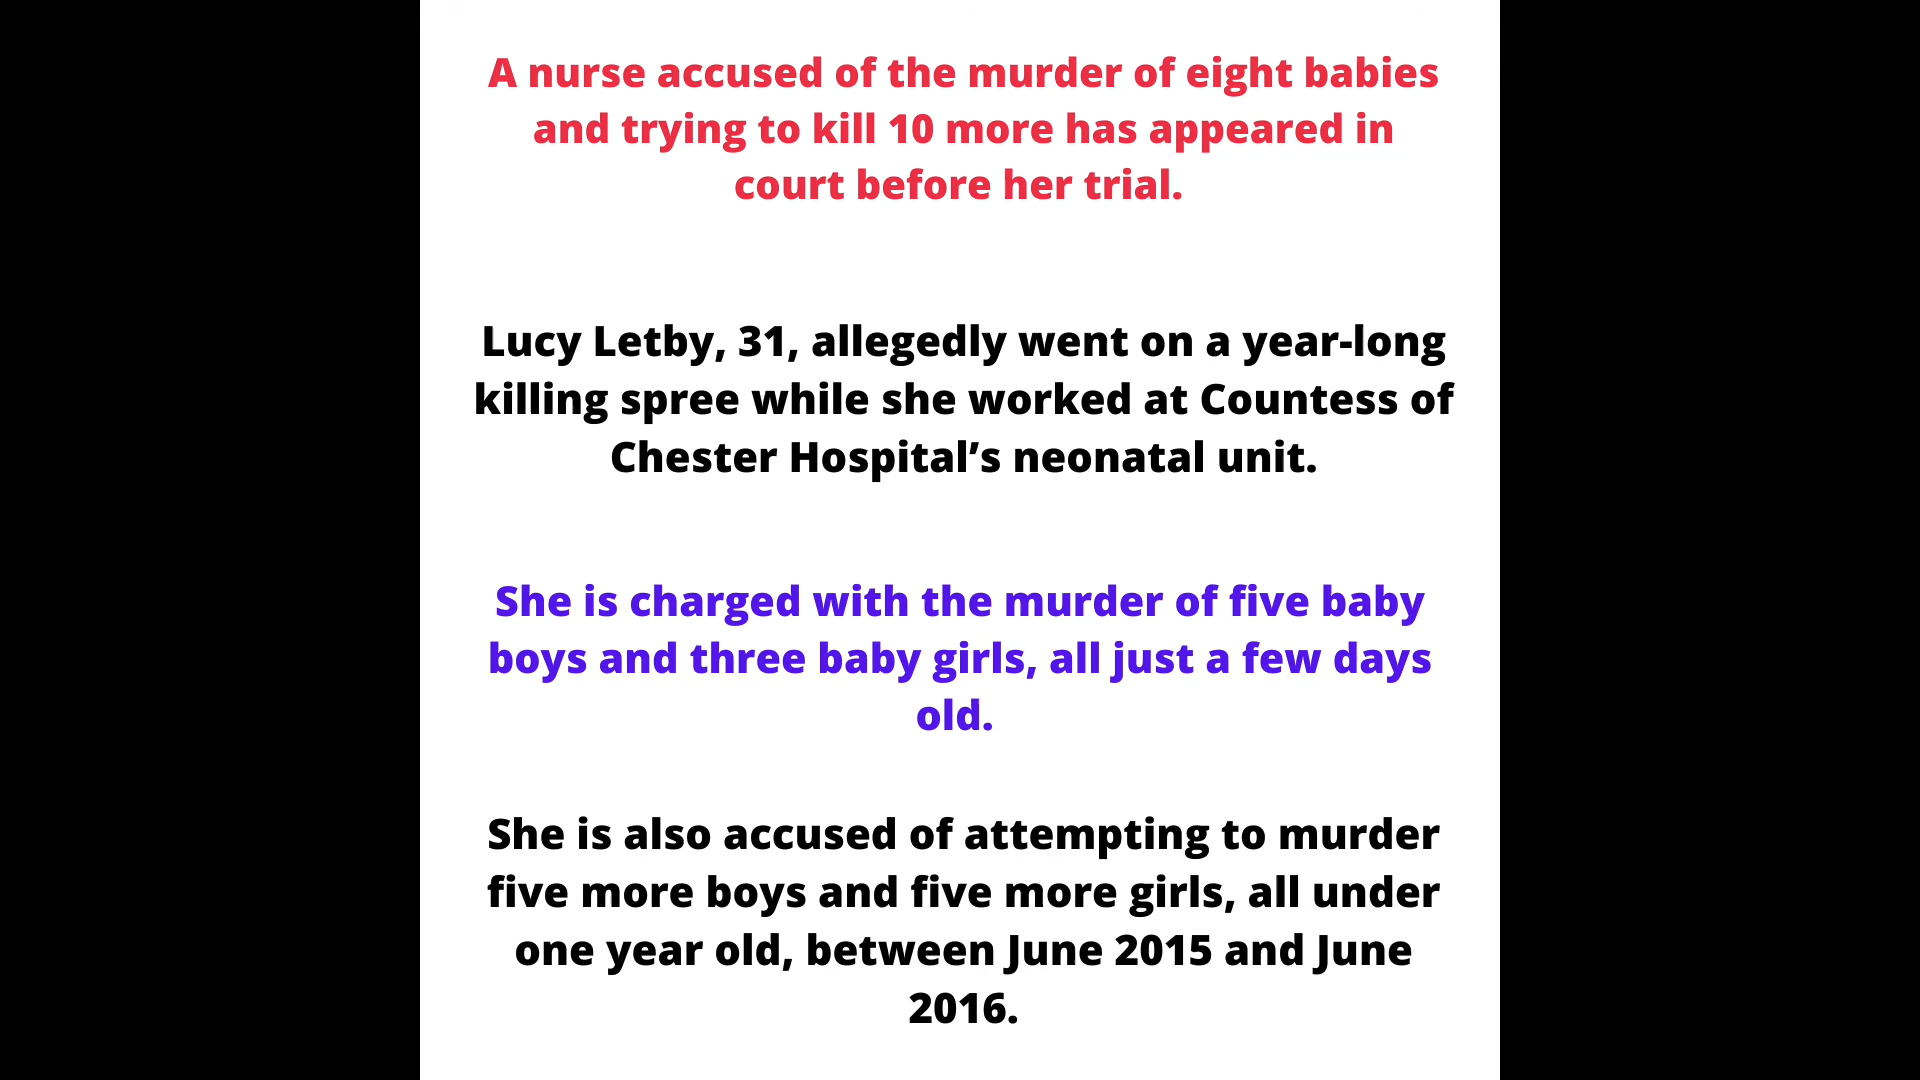 A nurse accused of the murder of eight babies
and trying to kill 10 more has appeared in
court before her trial.
Lucy Letby, 31, allegedly went on a year-long
killing spree while she worked at Countess of
Chester Hospital’s neonatal unit.
She is charged with the murder of five baby
boys and three baby girls, all just a few days
old.
She is also accused of attempting to murder
five more boys and five more girls, all under
one year old, between June 2015 and June
2016.